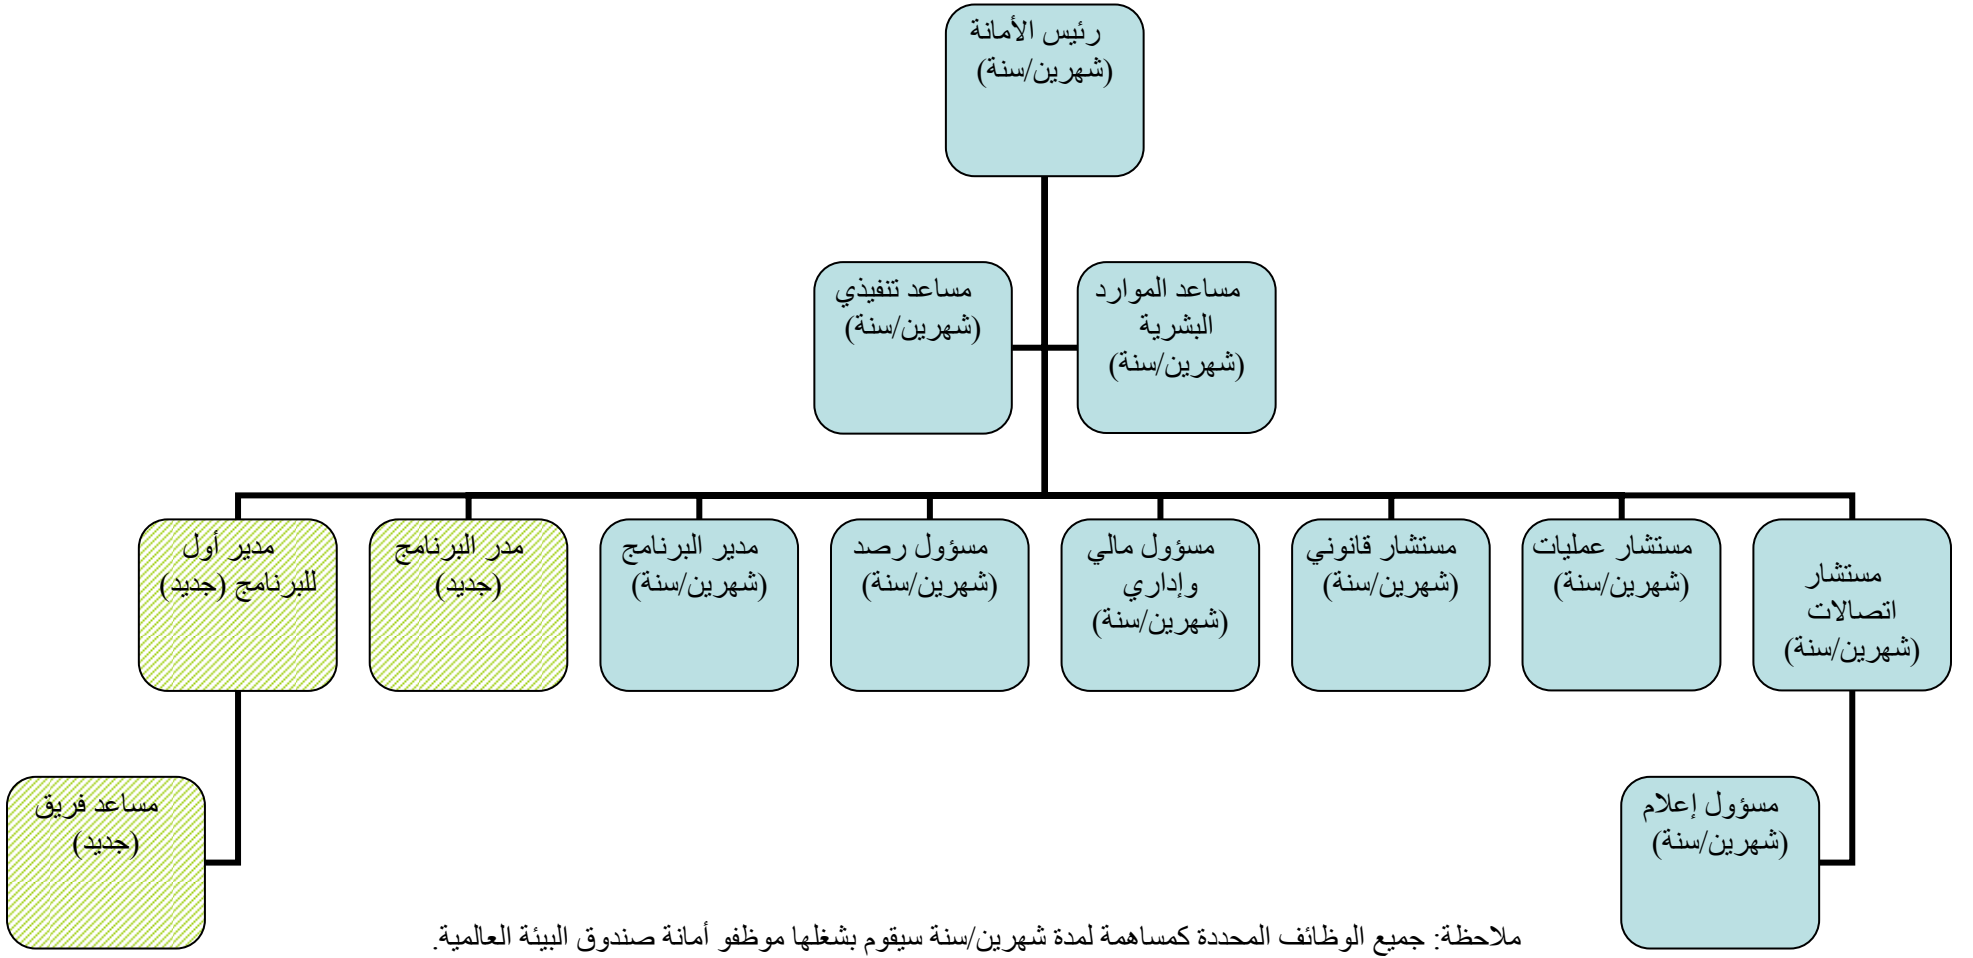 رئيس الأمانة
(شهرين/سنة)
مساعد الموارد
البشرية
(شهرين/سنة)
مساعد تنفيذي
(شهرين/سنة)
مستشار
اتصالات
(شهرين/سنة)
مستشار عمليات
(شهرين/سنة)
مستشار قانوني
(شهرين/سنة)
مسؤول مالي
وإداري
(شهرين/سنة)
مسؤول رصد
(شهرين/سنة)
مدير البرنامج
(شهرين/سنة)
مدر البرنامج
(جديد)
مدير أول
للبرنامج (جديد)
مسؤول إعلام
(شهرين/سنة)
مساعد فريق
(جديد)
ملاحظة: جميع الوظائف المحددة كمساهمة لمدة شهرين/سنة سيقوم بشغلها موظفو أمانة صندوق البيئة العالمية.